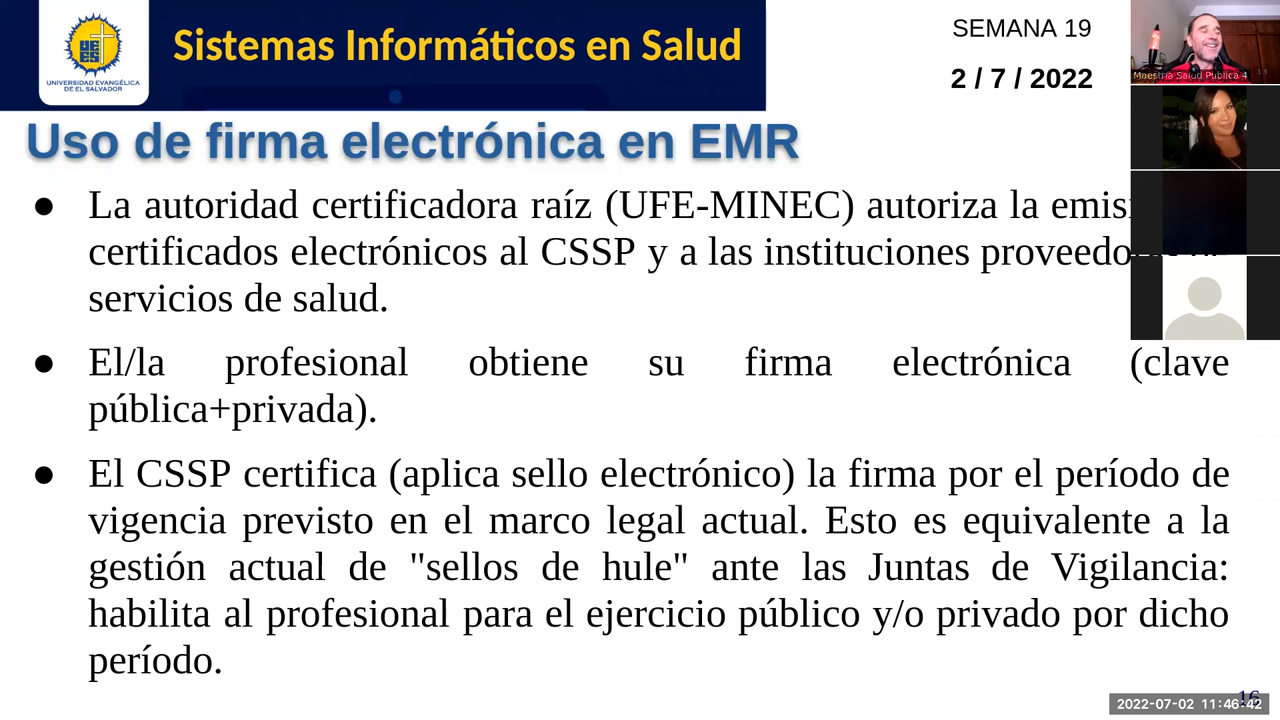 UNIVERSIDAD EVANGÉLICA
DE EL SALVADOR
Sistemas Informáticos en Salud
SEMANA 19
2 / 7 / 2022
Maestria Salud Publica 4
Uso de firma electrónica en EMR
● La autoridad certificadora raíz (UFE-MINEC) autoriza la
certificados electrónicos al CSSP y a las instituciones
servicios de salud.
● El/la profesional obtiene su firma electrónica (clave
pública+privada).
● El CSSP certifica (aplica sello electrónico) la firma por el período de
vigencia previsto en el marco legal actual. Esto es equivalente a la
gestión actual de "sellos de hule" ante las Juntas de Vigilancia:
habilita al profesional para el ejercicio público y/o privado por dicho
período.
16
2022-07-02 11:46:42